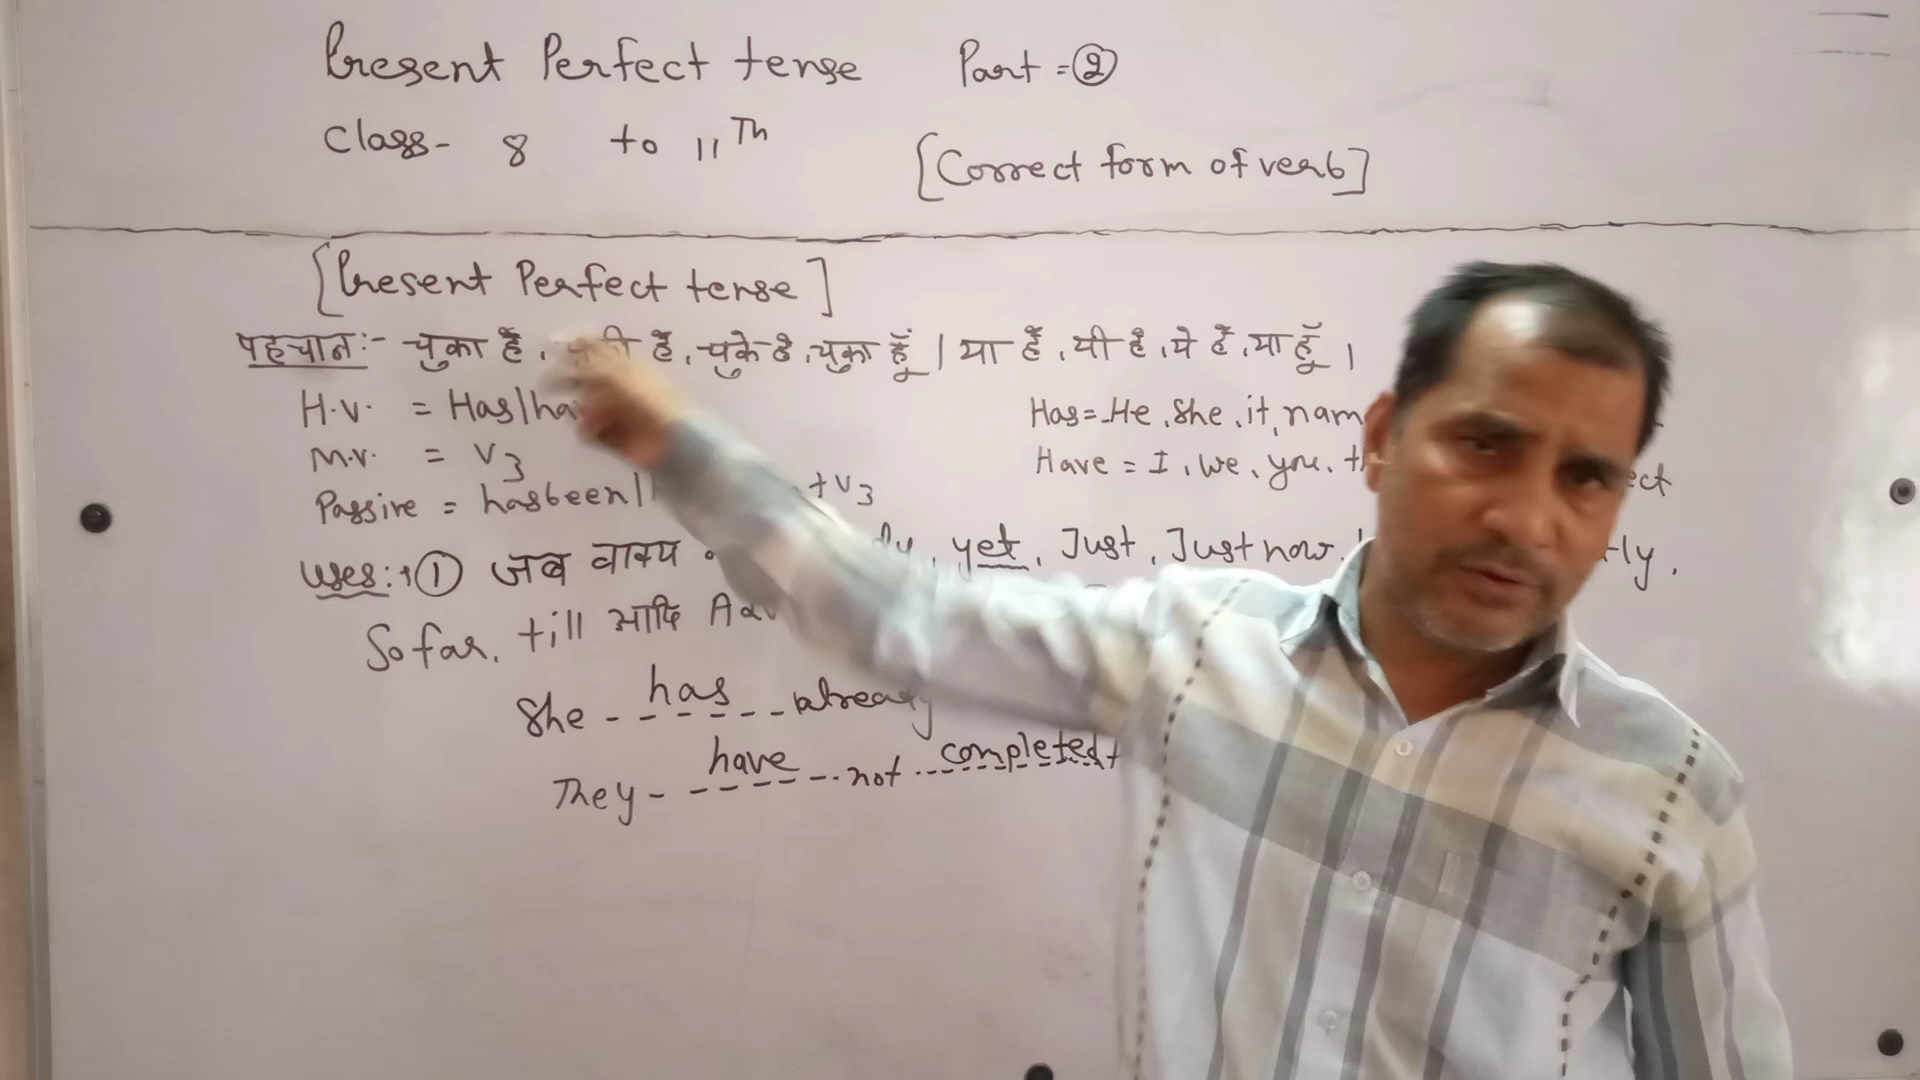 Present Perfect tense Part = ②
Class- 8 to 11Th
[Correct form of verb]
[Present Perfect tense]
पहचान:- चुका है, है, चुके है, चुका हूँ। या है, यी है, ये हैं, या हूँ।
H.V. = Has/
Has = He, She, it,
M.V. = V3
Have = I, we, you,
Passive = hasbeen/ +V3
Uses:→① जब वाक्य yet, Just, Just now,
So far, till आदि
She ------ has already
They ------ have not ------ completed